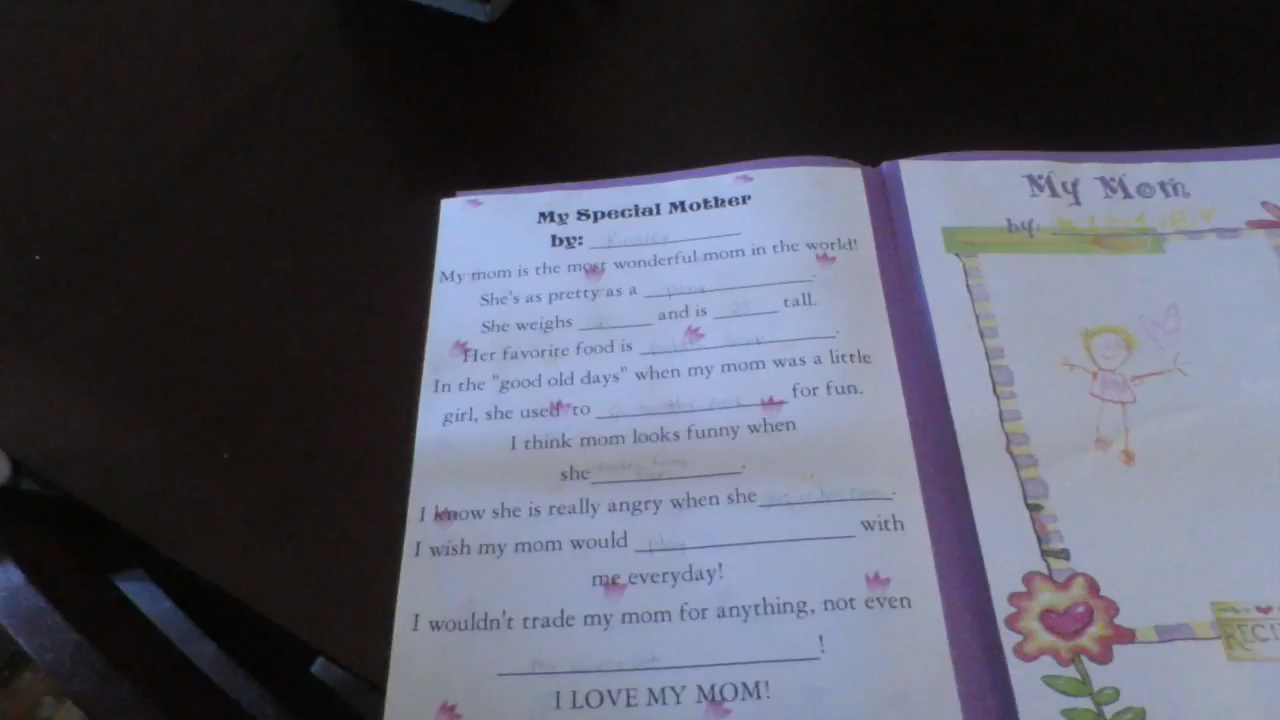 My Special Mother
by:
My mom is the most wonderful mom in the world!
She's as pretty as a
She weighs and is tall.
Her favorite food is .
In the "good old days" when my mom was a little
girl, she used to for fun.
I think mom looks funny when
she .
I know she is really angry when she .
I wish my mom would play with
me everyday!
I wouldn't trade my mom for anything, not even
!
I LOVE MY MOM!
My Mom
by: